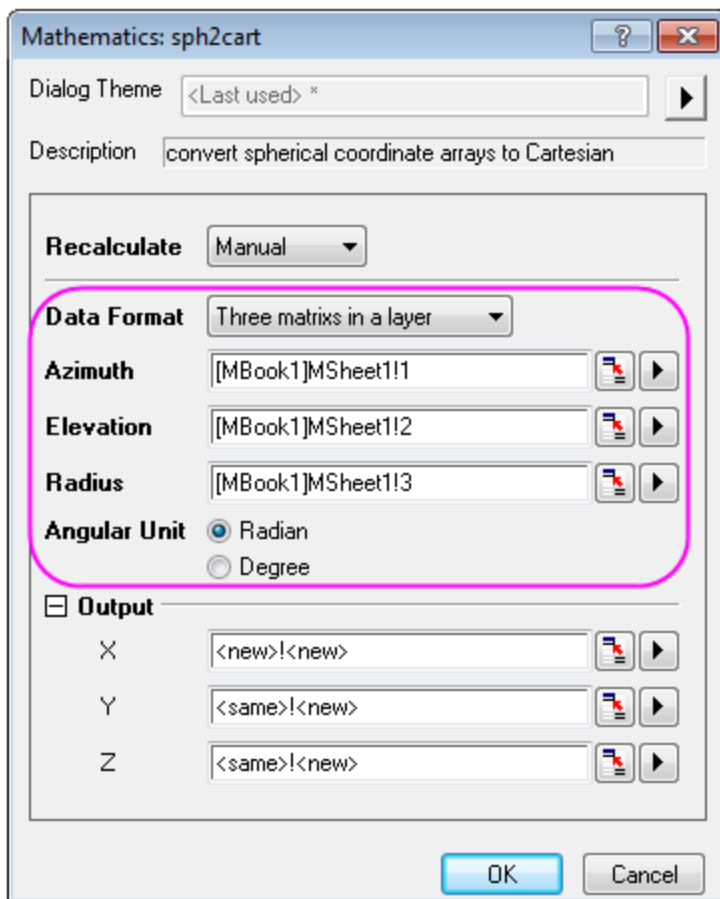 Mathematics: sph2cart
Dialog Theme <Last used> *
Description convert spherical coordinate arrays to Cartesian
Recalculate Manual
Data Format Three matrixs in a layer
Azimuth [MBook1]MSheet1!1
Elevation [MBook1]MSheet1!2
Radius [MBook1]MSheet1!3
Angular Unit Radian
Degree
Output
X <new>!<new>
Y <same>!<new>
Z <same>!<new>
OK Cancel